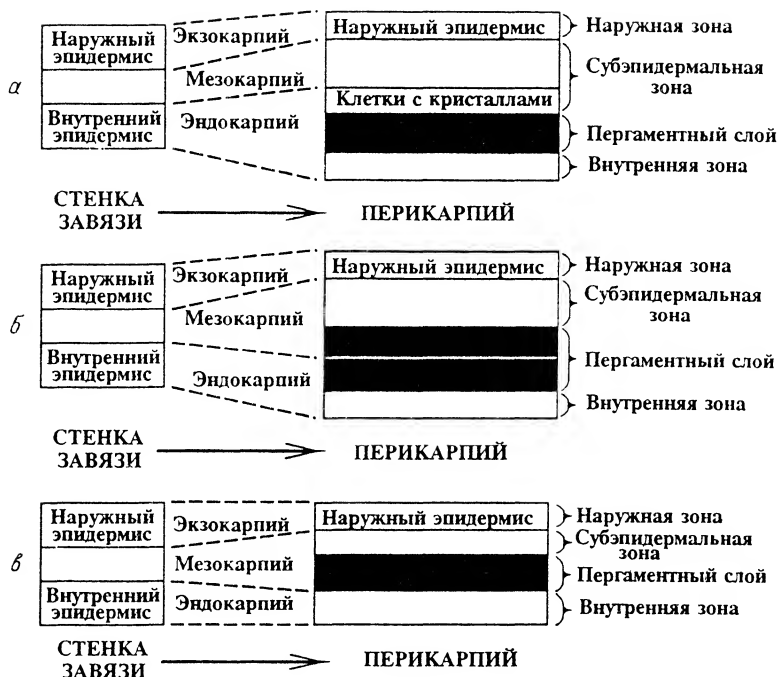 Наружный
эпидермис
Экзокарпий
Наружный эпидермис
Наружная зона
а
Мезокарпий
Субэпидермальная
зона
Клетки с кристаллами
Внутренний
эпидермис
Эндокарпий
Пергаментный слой
Внутренняя зона
СТЕНКА
ЗАВЯЗИ
ПЕРИКАРПИЙ
Наружный
эпидермис
Экзокарпий
Наружный эпидермис
Наружная зона
б
Мезокарпий
Субэпидермальная
зона
Внутренний
эпидермис
Эндокарпий
Пергаментный слой
Внутренняя зона
СТЕНКА
ЗАВЯЗИ
ПЕРИКАРПИЙ
Наружный
эпидермис
Экзокарпий
Наружный эпидермис
Наружная зона
в
Мезокарпий
Субэпидермальная
зона
Пергаментный слой
Внутренний
эпидермис
Эндокарпий
Внутренняя зона
СТЕНКА
ЗАВЯЗИ
ПЕРИКАРПИЙ